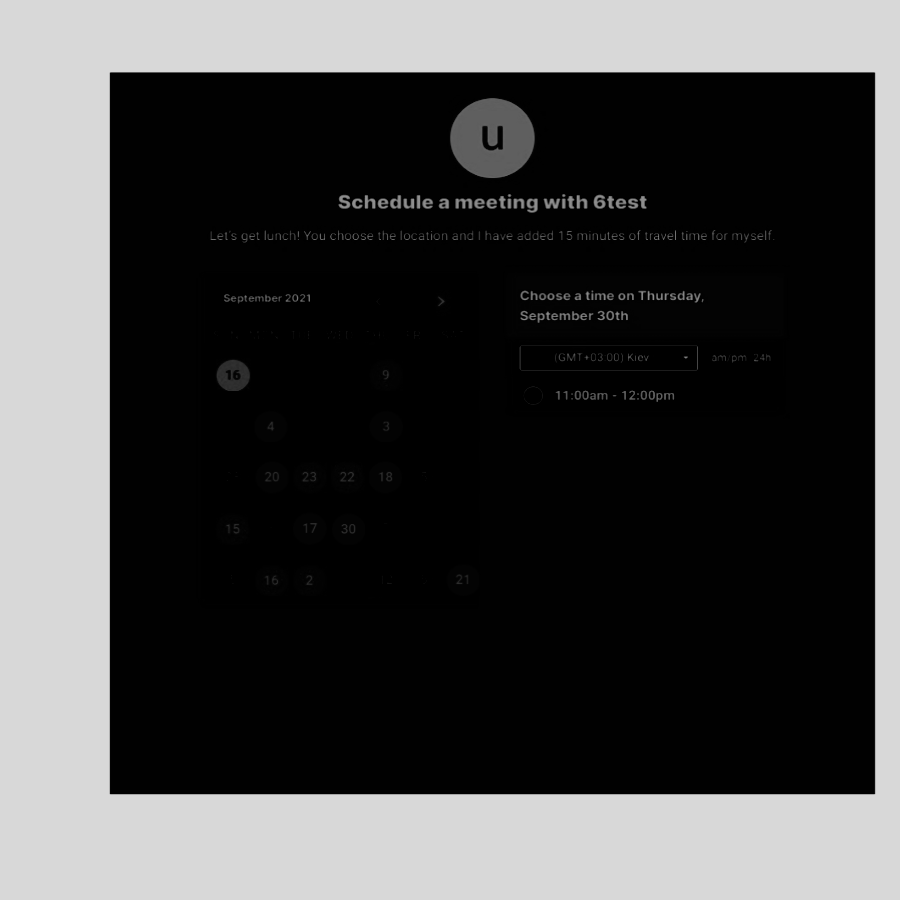 u
Schedule a meeting with 6test
Let's get lunch! You choose the location and I have added 15 minutes of travel time for myself.
September 2021
16 9
4 3
20 23 22 18
15 17 30
16 2 12 21
Choose a time on Thursday,
September 30th
(GMT+03:00) Kiev am/pm 24h
11:00am - 12:00pm